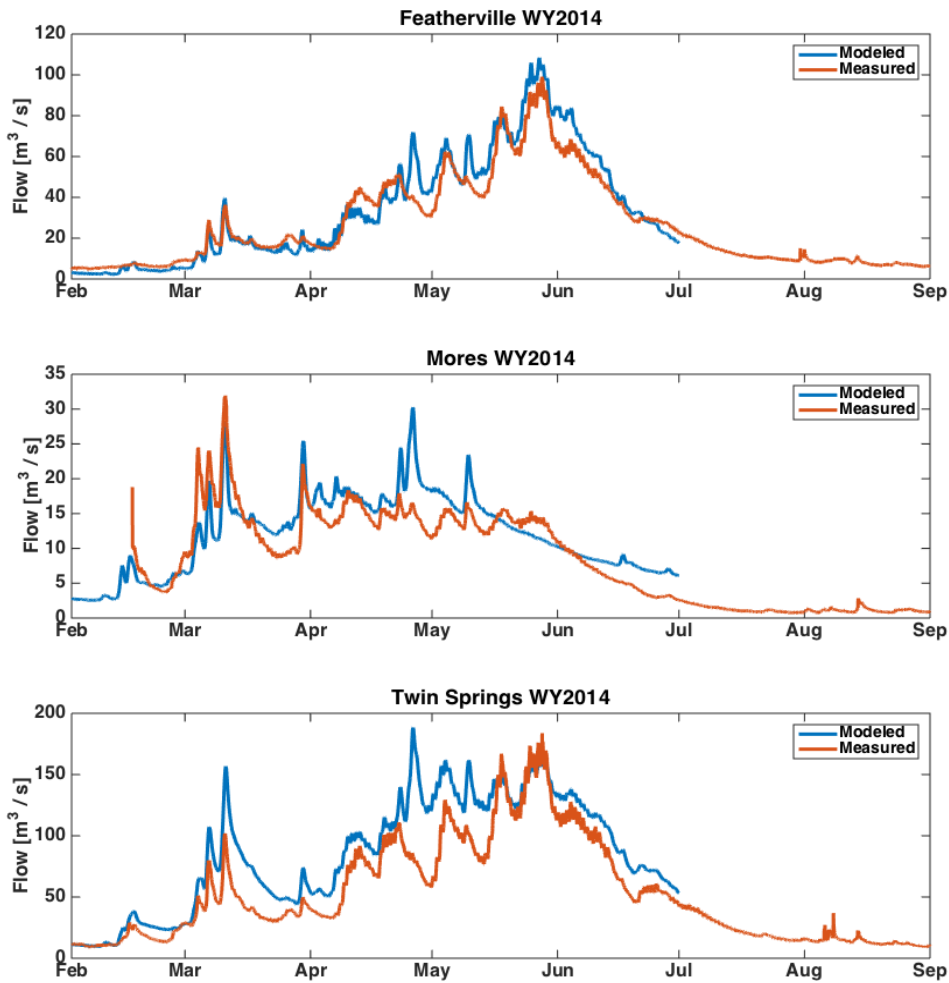 Featherville WY2014
120
100
80
60
40
20
0
Flow [m³ / s]
Modeled
Measured
Feb Mar Apr May Jun Jul Aug Sep
Mores WY2014
35
30
25
20
15
10
5
0
Flow [m³ / s]
Modeled
Measured
Feb Mar Apr May Jun Jul Aug Sep
Twin Springs WY2014
200
150
100
50
0
Flow [m³ / s]
Modeled
Measured
Feb Mar Apr May Jun Jul Aug Sep